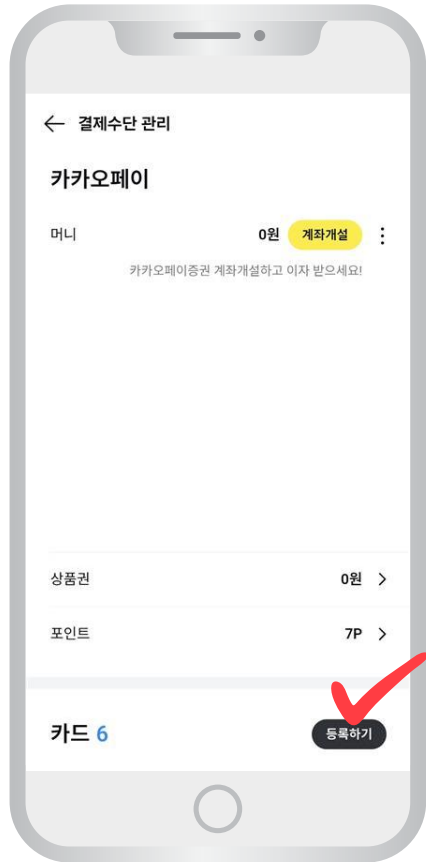 결제수단 관리
카카오페이
머니 0원 계좌개설
카카오페이증권 계좌개설하고 이자 받으세요!
상품권 0원
포인트 7P
카드 6 등록하기